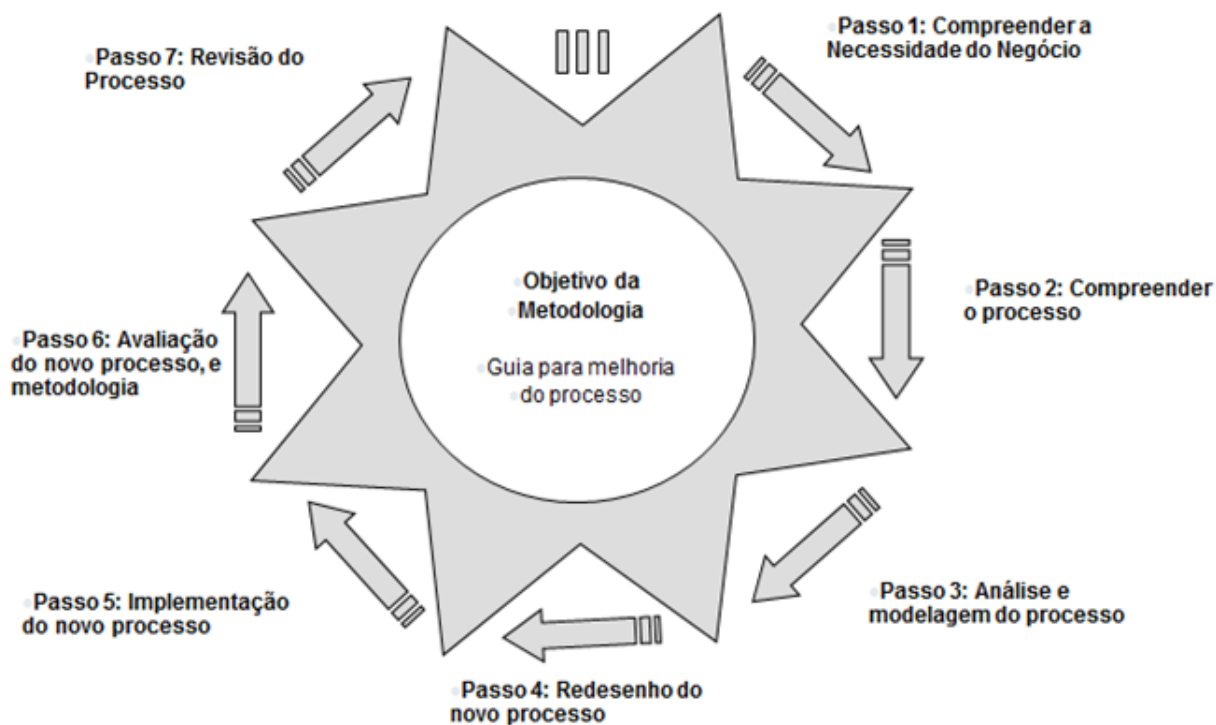 Passo 1: Compreender a
Necessidade do Negócio
Passo 2: Compreender
o processo
Passo 3: Análise e
modelagem do processo
Passo 4: Redesenho do
novo processo
Passo 5: Implementação
do novo processo
Passo 6: Avaliação
do novo processo, e
metodologia
Passo 7: Revisão do
Processo
Objetivo da
Metodologia
Guia para melhoria
do processo